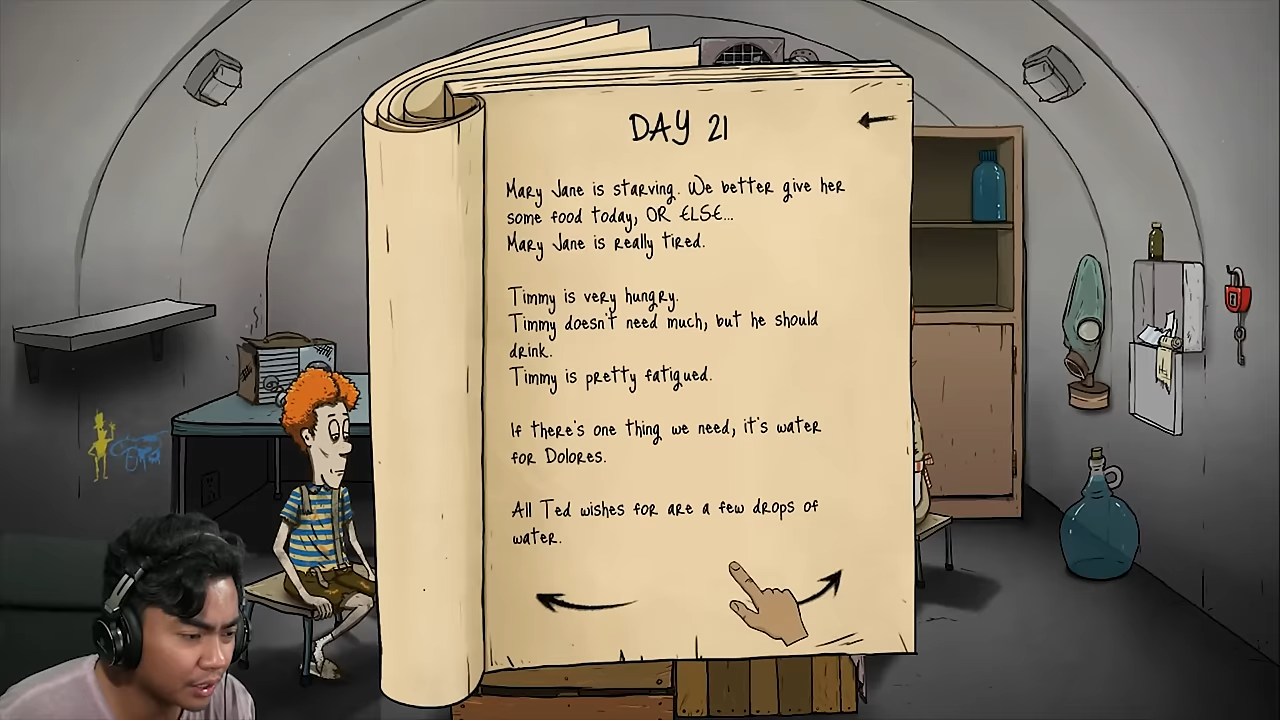 DAY 21
Mary Jane is starving. We better give her
some food today, OR ELSE...
Mary Jane is really tired.
Timmy is very hungry.
Timmy doesn't need much, but he should
drink.
Timmy is pretty fatigued.
If there's one thing we need, it's water
for Dolores.
All Ted wishes for are a few drops of
water.